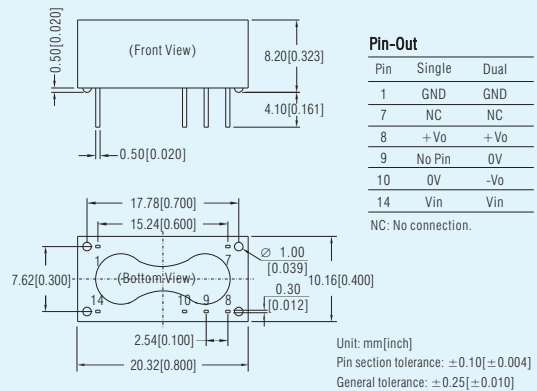 0.50[0.020]
(Front View)
8.20[0.323]
4.10[0.161]
0.50[0.020]
17.78[0.700]
15.24[0.600]
Ø 1.00
[0.039]
1
7
7.62[0.300]
(Bottom View)
10.16[0.400]
0.30
[0.012]
14
10
9
8
2.54[0.100]
20.32[0.800]
Pin-Out
Pin Single Dual
1 GND GND
7 NC NC
8 +Vo +Vo
9 No Pin 0V
10 0V -Vo
14 Vin Vin
NC: No connection.
Unit: mm[inch]
Pin section tolerance: ±0.10[±0.004]
General tolerance: ±0.25[±0.010]